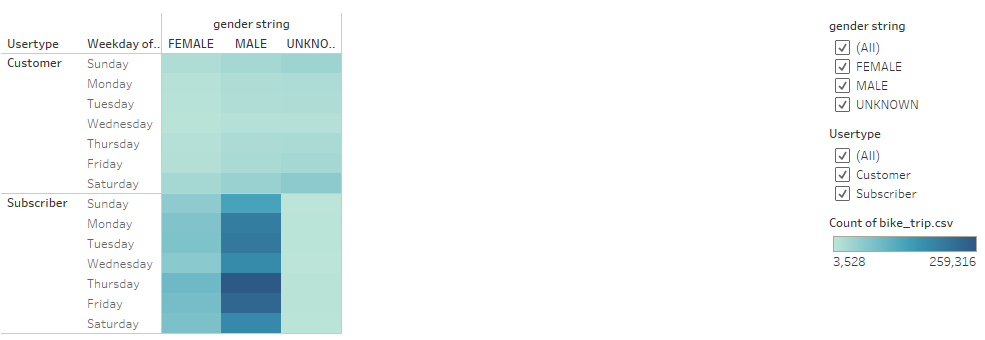 gender string
Usertype Weekday of.. FEMALE MALE UNKNO..
Customer Sunday
Monday
Tuesday
Wednesday
Thursday
Friday
Saturday
Subscriber Sunday
Monday
Tuesday
Wednesday
Thursday
Friday
Saturday
gender string
(All)
FEMALE
MALE
UNKNOWN
Usertype
(All)
Customer
Subscriber
Count of bike_trip.csv
3,528 259,316